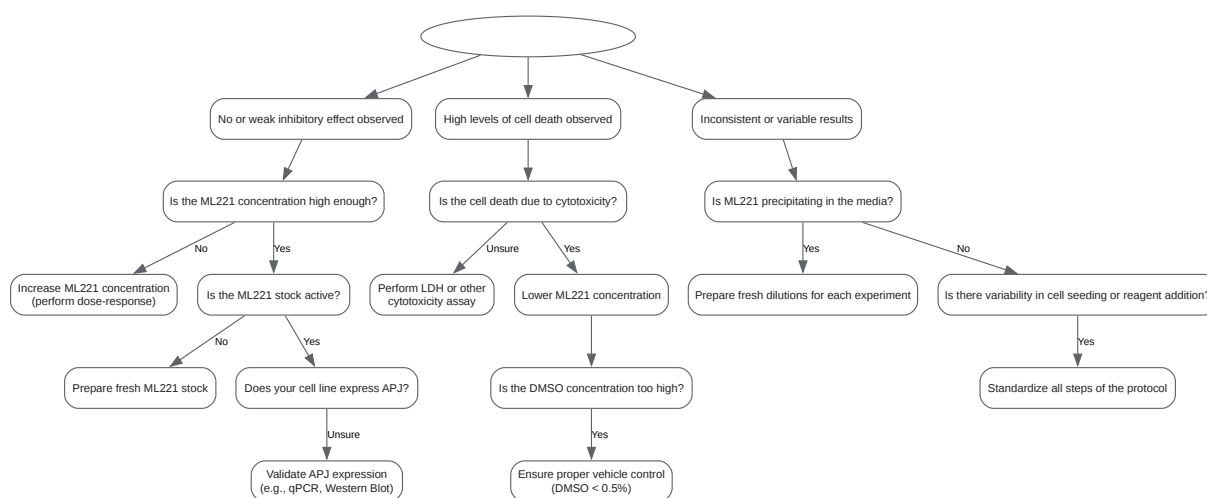 No or weak inhibitory effect observed
High levels of cell death observed
Inconsistent or variable results
Is the ML221 concentration high enough?
Is the cell death due to cytotoxicity?
Is ML221 precipitating in the media?
No
Yes
Unsure
Yes
Yes
No
Increase ML221 concentration
(perform dose-response)
Is the ML221 stock active?
Perform LDH or other
cytotoxicity assay
Lower ML221 concentration
Prepare fresh dilutions for each experiment
Is there variability in cell seeding or reagent addition?
No
Yes
Yes
Prepare fresh ML221 stock
Does your cell line express APJ?
Is the DMSO concentration too high?
Standardize all steps of the protocol
Unsure
Yes
Validate APJ expression
(e.g., qPCR, Western Blot)
Ensure proper vehicle control
(DMSO < 0.5%)